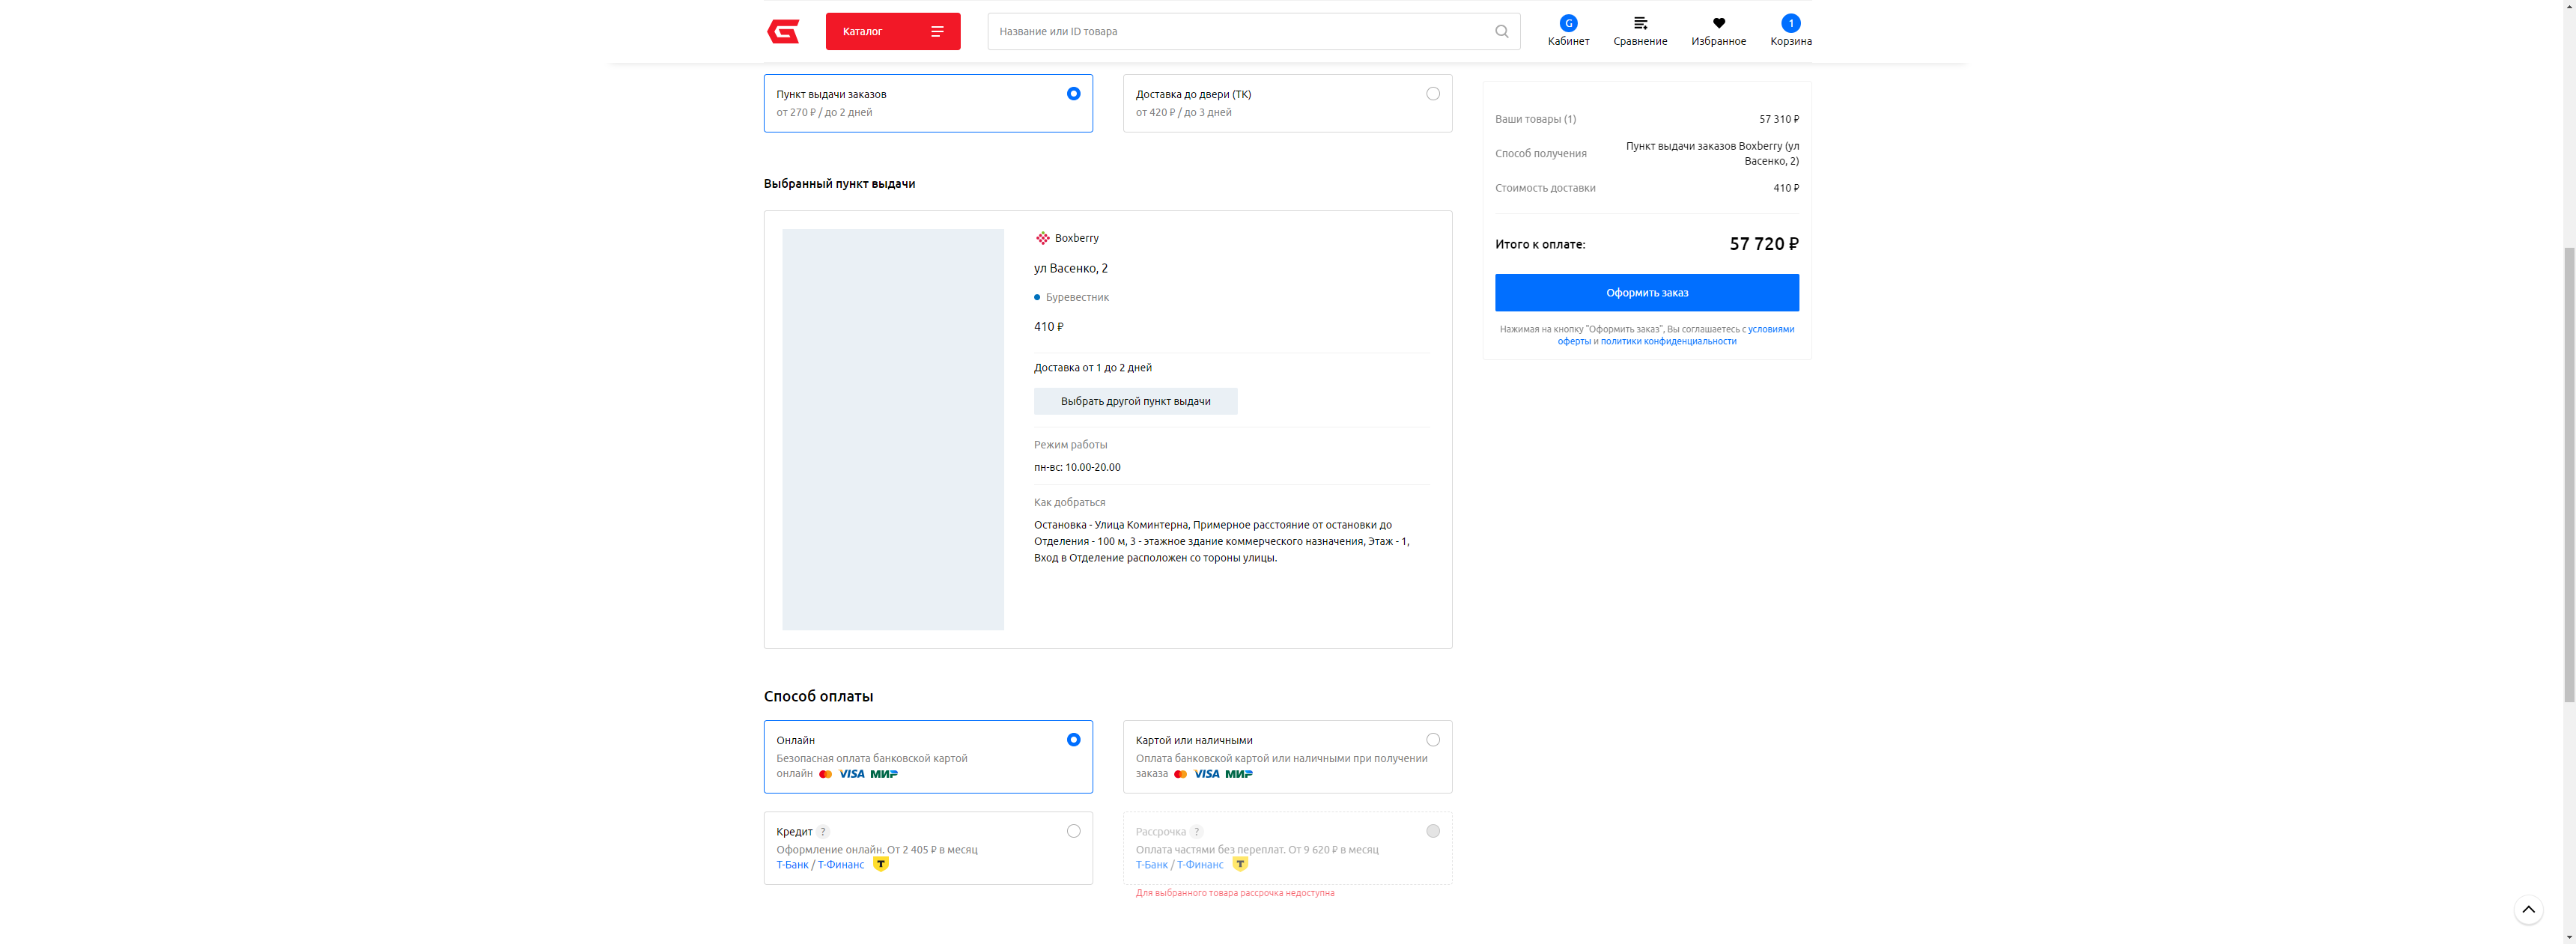 Каталог
Название или ID товара
G
Кабинет
Сравнение
Избранное
1
Корзина
Пункт выдачи заказов
от 270 ₽ / до 2 дней
Доставка до двери (ТК)
от 420 ₽ / до 3 дней
Выбранный пункт выдачи
Boxberry
ул Васенко, 2
Буревестник
410 ₽
Доставка от 1 до 2 дней
Выбрать другой пункт выдачи
Режим работы
пн-вс: 10.00-20.00
Как добраться
Остановка - Улица Коминтерна, Примерное расстояние от остановки до
Отделения - 100 м, 3 - этажное здание коммерческого назначения, Этаж - 1,
Вход в Отделение расположен со тороны улицы.
Ваши товары (1)
57 310 ₽
Способ получения
Пункт выдачи заказов Boxberry (ул
Васенко, 2)
Стоимость доставки
410 ₽
Итого к оплате:
57 720 ₽
Оформить заказ
Нажимая на кнопку "Оформить заказ", Вы соглашаетесь с условиями
оферты и политики конфиденциальности
Способ оплаты
Онлайн
Безопасная оплата банковской картой
онлайн VISA МИР
Картой или наличными
Оплата банковской картой или наличными при получении
заказа VISA МИР
Кредит ?
Оформление онлайн. От 2 405 ₽ в месяц
Т-Банк / Т-Финанс Т
Рассрочка ?
Оплата частями без переплат. От 9 620 ₽ в месяц
Т-Банк / Т-Финанс Т
Для выбранного товара рассрочка недоступна